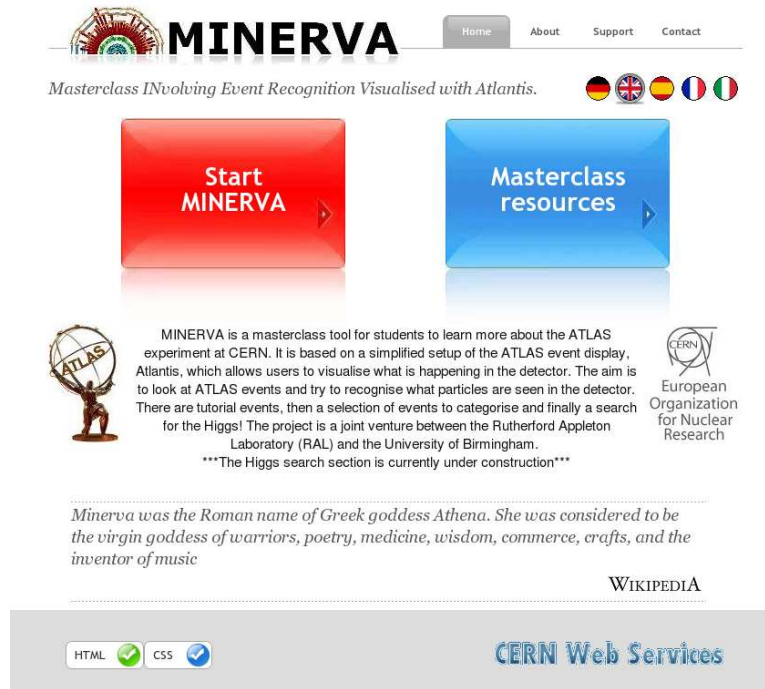 MINERVA
Home About Support Contact
Masterclass INvolving Event Recognition Visualised with Atlantis.
Start
MINERVA
Masterclass
resources
ATLAS
MINERVA is a masterclass tool for students to learn more about the ATLAS
experiment at CERN. It is based on a simplified setup of the ATLAS event display,
Atlantis, which allows users to visualise what is happening in the detector. The aim is
to look at ATLAS events and try to recognise what particles are seen in the detector.
There are tutorial events, then a selection of events to categorise and finally a search
for the Higgs! The project is a joint venture between the Rutherford Appleton
Laboratory (RAL) and the University of Birmingham.
***The Higgs search section is currently under construction***
CERN
European
Organization
for Nuclear
Research
Minerva was the Roman name of Greek goddess Athena. She was considered to be
the virgin goddess of warriors, poetry, medicine, wisdom, commerce, crafts, and the
inventor of music
WIKIPEDIA
HTML CSS
CERN Web Services